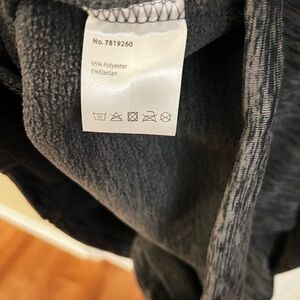 No. 7819260
95% Polyester
5%Elastan